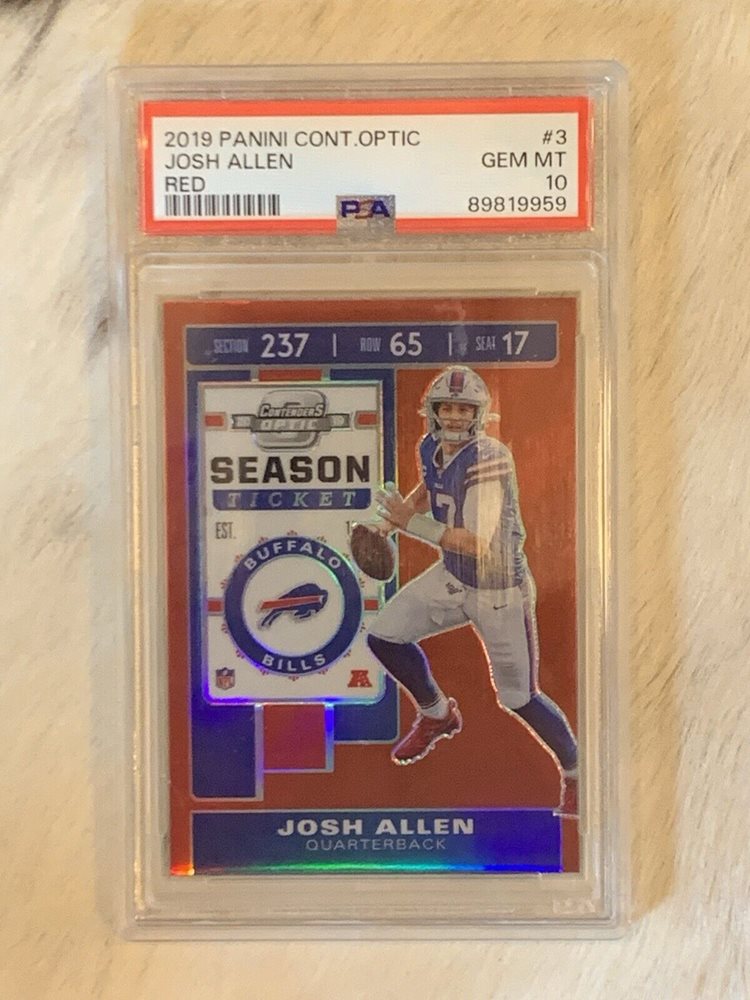 2019 PANINI CONT.OPTIC #3
JOSH ALLEN GEM MT
RED 10
PSA 89819959
SECTION 237 | ROW 65 | SEAT 17
CONTENDERS
OPTIC
SEASON
TICKET
EST.
BUFFALO
BILLS
NFL
JOSH ALLEN
QUARTERBACK